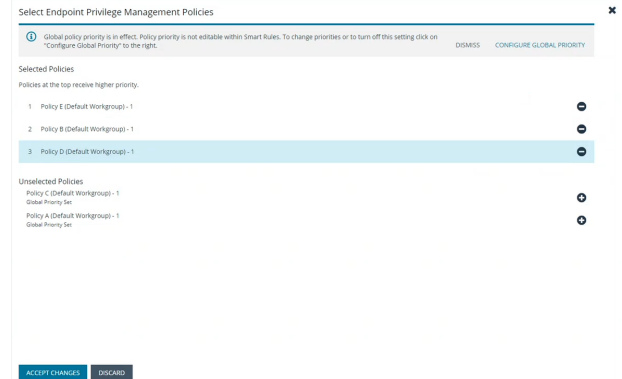 Select Endpoint Privilege Management Policies
Global policy priority is in effect. Policy priority is not editable within Smart Rules. To change priorities or to turn off this setting click on
"Configure Global Priority" to the right.
DISMISS
CONFIGURE GLOBAL PRIORITY
Selected Policies
Policies at the top receive higher priority.
1 Policy E (Default Workgroup) - 1
2 Policy B (Default Workgroup) - 1
3 Policy D (Default Workgroup) - 1
Unselected Policies
Policy C (Default Workgroup) - 1
Global Priority Set
Policy A (Default Workgroup) - 1
Global Priority Set
ACCEPT CHANGES
DISCARD